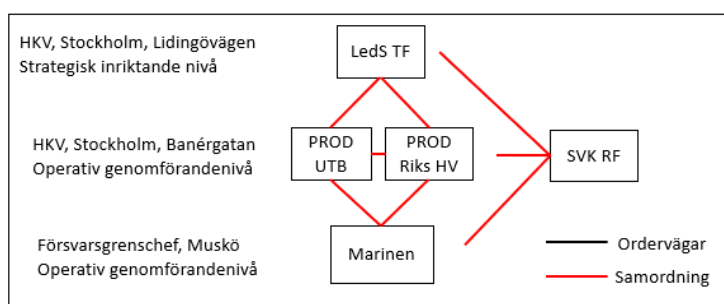 HKV, Stockholm, Lidingövägen
Strategisk inriktande nivå
LedS TF
HKV, Stockholm, Banérgatan
Operativ genomförandenivå
PROD
UTB
PROD
Riks HV
SVK RF
Försvarsgrenschef, Muskö
Operativ genomförandenivå
Marinen
Ordervägar
Samordning